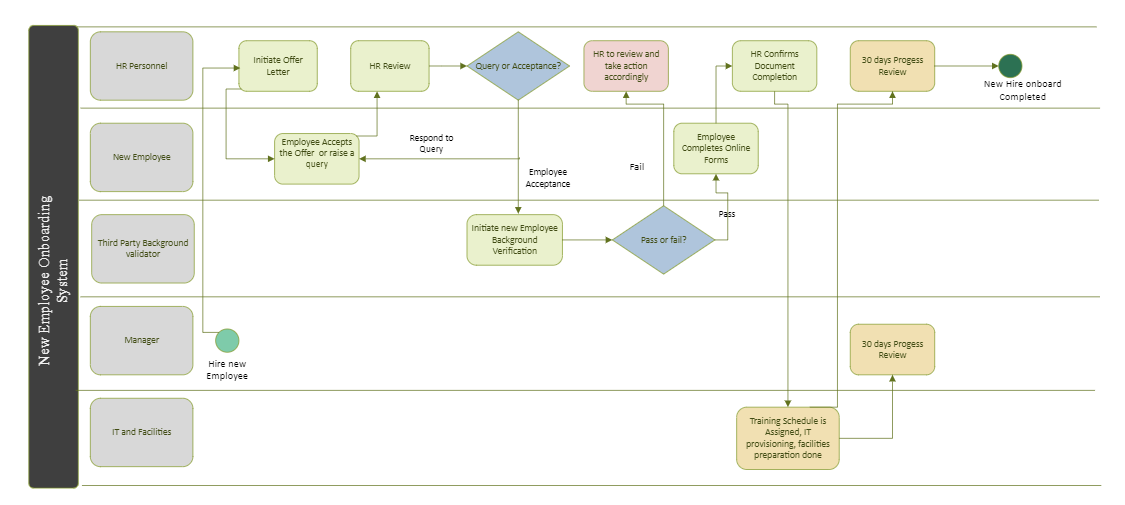 New Employee Onboarding
System
HR Personnel
Initiate Offer
Letter
HR Review
Query or Acceptance?
HR to review and
take action
accordingly
HR Confirms
Document
Completion
30 days Progess
Review
New Hire onboard
Completed
New Employee
Employee Accepts
the Offer or raise a
query
Respond to
Query
Employee
Acceptance
Fail
Employee
Completes Online
Forms
Pass
Third Party Background
validator
Initiate new Employee
Background
Verification
Pass or fail?
Manager
Hire new
Employee
30 days Progess
Review
IT and Facilities
Training Schedule is
Assigned, IT
provisioning, facilities
preparation done